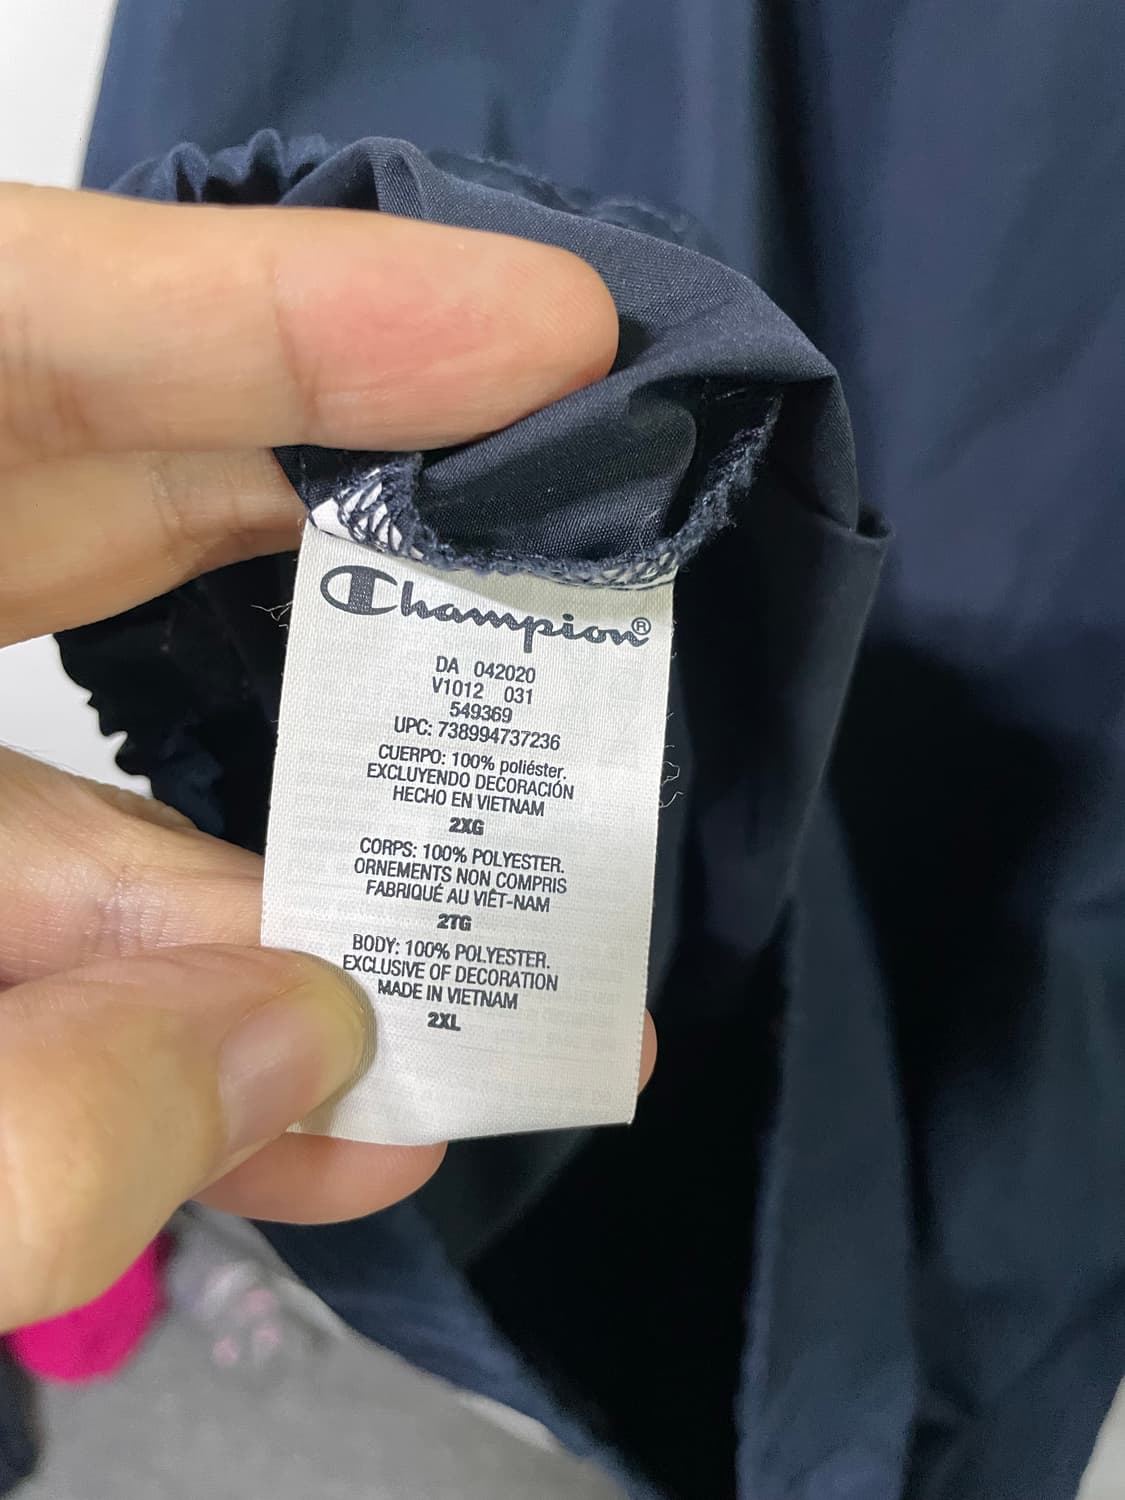 Champion®
DA 042020
V1012 031
549369
UPC: 738994737236
CUERPO: 100% poliéster.
EXCLUYENDO DECORACIÓN
HECHO EN VIETNAM
2XG
CORPS: 100% POLYESTER.
ORNEMENTS NON COMPRIS
FABRIQUÉ AU VIÊT-NAM
2TG
BODY: 100% POLYESTER.
EXCLUSIVE OF DECORATION
MADE IN VIETNAM
2XL